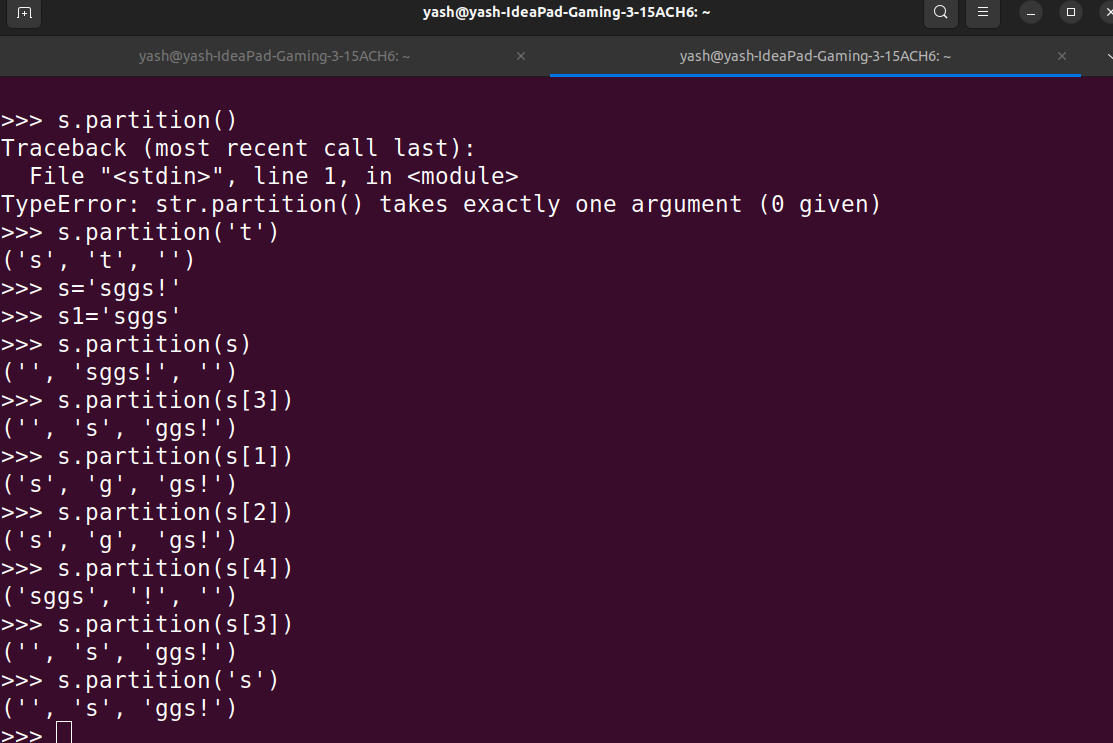 yash@yash-IdeaPad-Gaming-3-15ACH6: ~
yash@yash-IdeaPad-Gaming-3-15ACH6: ~
yash@yash-IdeaPad-Gaming-3-15ACH6: ~
>>> s.partition()
Traceback (most recent call last):
  File "<stdin>", line 1, in <module>
TypeError: str.partition() takes exactly one argument (0 given)
>>> s.partition('t')
('s', 't', '')
>>> s='sggs!'
>>> s1='sggs'
>>> s.partition(s)
('', 'sggs!', '')
>>> s.partition(s[3])
('', 's', 'ggs!')
>>> s.partition(s[1])
('s', 'g', 'gs!')
>>> s.partition(s[2])
('s', 'g', 'gs!')
>>> s.partition(s[4])
('sggs', '!', '')
>>> s.partition(s[3])
('', 's', 'ggs!')
>>> s.partition('s')
('', 's', 'ggs!')
>>>